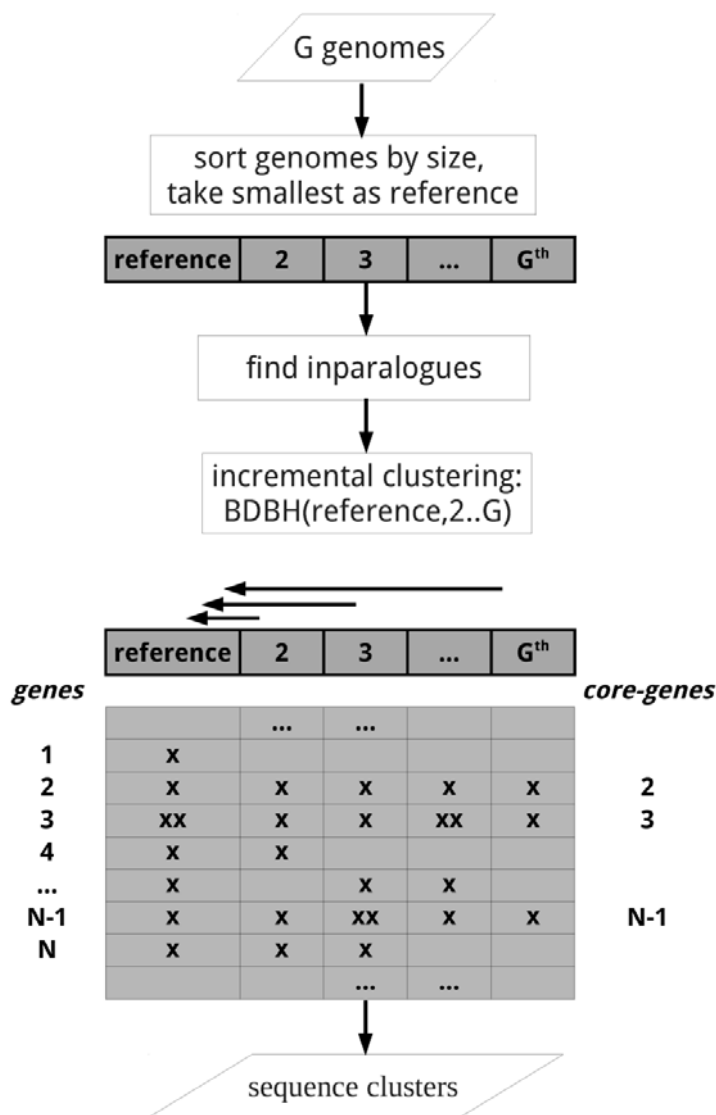 G genomes
sort genomes by size,
take smallest as reference
reference 2 3 ... Gth
find inparalogues
incremental clustering:
BDBH(reference,2..G)
reference 2 3 ... Gth
genes core-genes
... ...
1 x
2 x x x x x 2
3 xx x x xx x 3
4 x x
... x x x
N-1 x x xx x x N-1
N x x x
... ...
sequence clusters